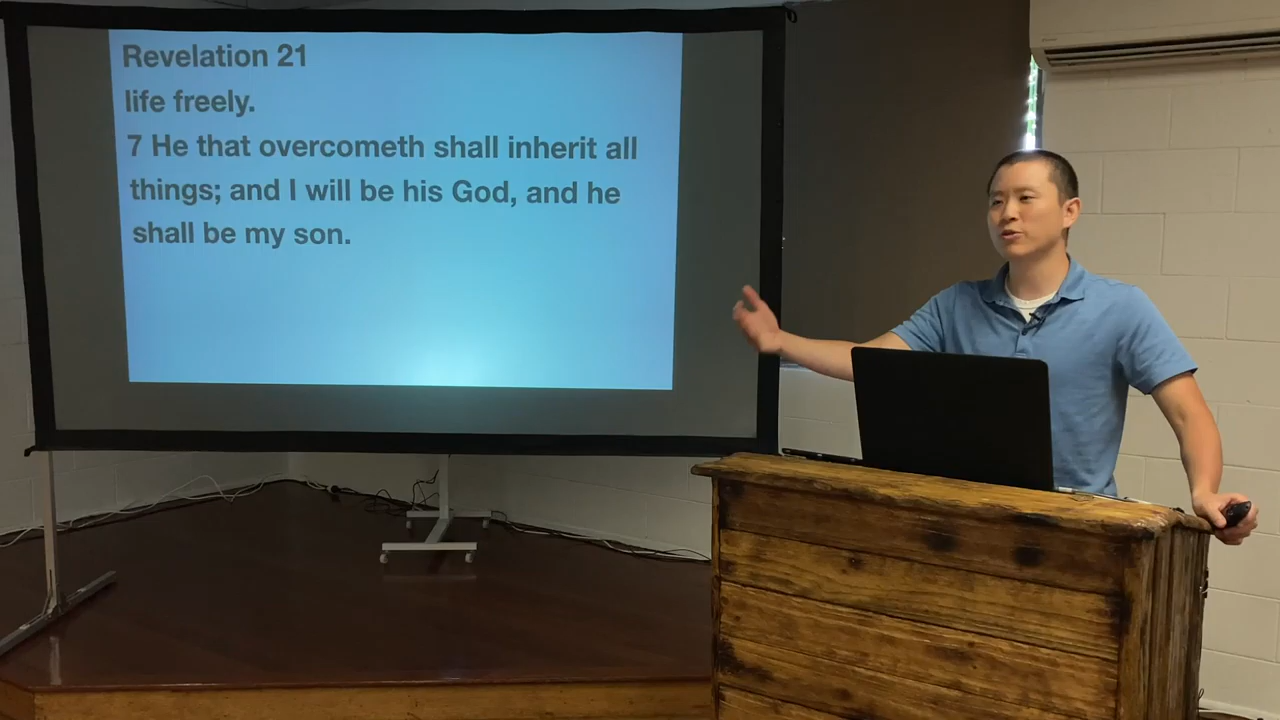 Revelation 21
life freely.
7 He that overcometh shall inherit all
things; and I will be his God, and he
shall be my son.